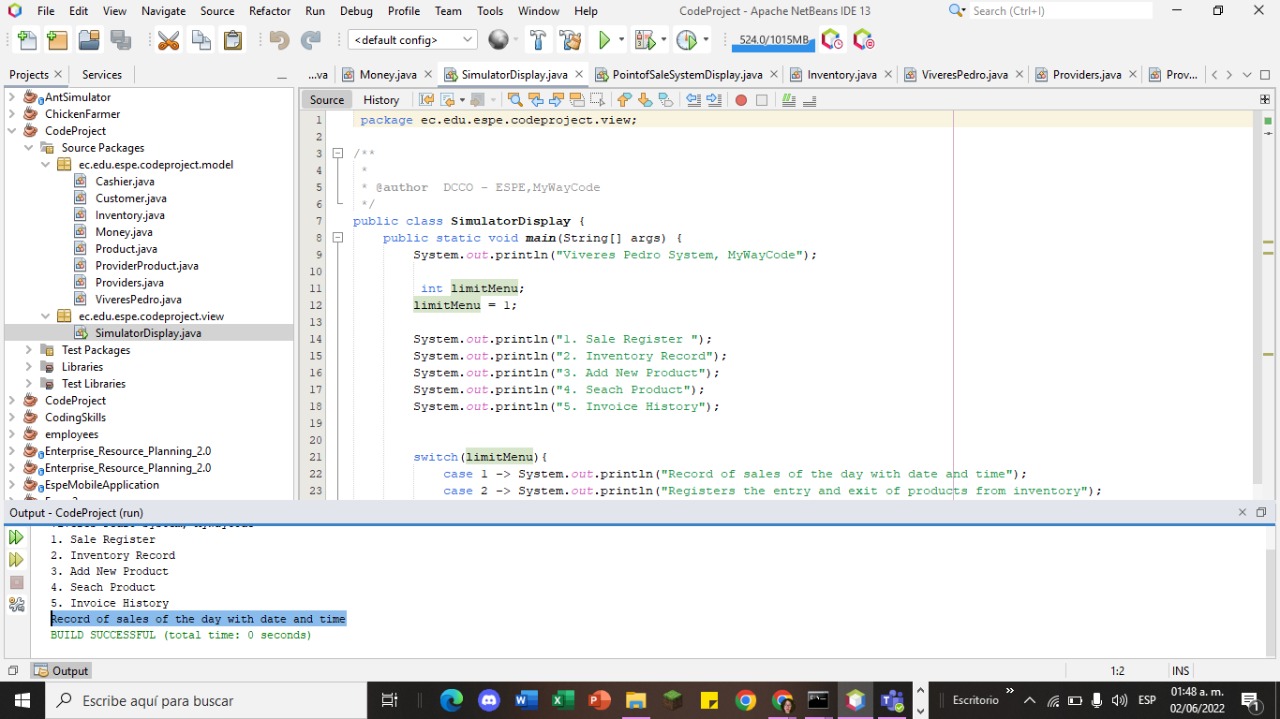 File Edit View Navigate Source Refactor Run Debug Profile Team Tools Window Help CodeProject - Apache NetBeans IDE 13 Search (Ctrl+I)
<default config> 524.0/1015MB
Projects Services ...va Money.java SimulatorDisplay.java PointofSaleSystemDisplay.java Inventory.java ViveresPedro.java Providers.java Prov...
Source History
AntSimulator
ChickenFarmer
CodeProject
Source Packages
ec.edu.espe.codeproject.model
Cashier.java
Customer.java
Inventory.java
Money.java
Product.java
ProviderProduct.java
Providers.java
ViveresPedro.java
ec.edu.espe.codeproject.view
SimulatorDisplay.java
Test Packages
Libraries
Test Libraries
CodeProject
CodingSkills
employees
Enterprise_Resource_Planning_2.0
Enterprise_Resource_Planning_2.0
EspeMobileApplication
1 package ec.edu.espe.codeproject.view;
2
3 /**
4 *
5 * @author DCCO - ESPE,MyWayCode
6 */
7 public class SimulatorDisplay {
8 public static void main(String[] args) {
9 System.out.println("Viveres Pedro System, MyWayCode");
10
11 int limitMenu;
12 limitMenu = 1;
13
14 System.out.println("1. Sale Register ");
15 System.out.println("2. Inventory Record");
16 System.out.println("3. Add New Product");
17 System.out.println("4. Seach Product");
18 System.out.println("5. Invoice History");
19
20
21 switch(limitMenu){
22 case 1 -> System.out.println("Record of sales of the day with date and time");
23 case 2 -> System.out.println("Registers the entry and exit of products from inventory");
Output - CodeProject (run)
1. Sale Register
2. Inventory Record
3. Add New Product
4. Seach Product
5. Invoice History
Record of sales of the day with date and time
BUILD SUCCESSFUL (total time: 0 seconds)
Output 1:2 INS
Escribe aquí para buscar Escritorio ESP 01:48 a. m.
02/06/2022